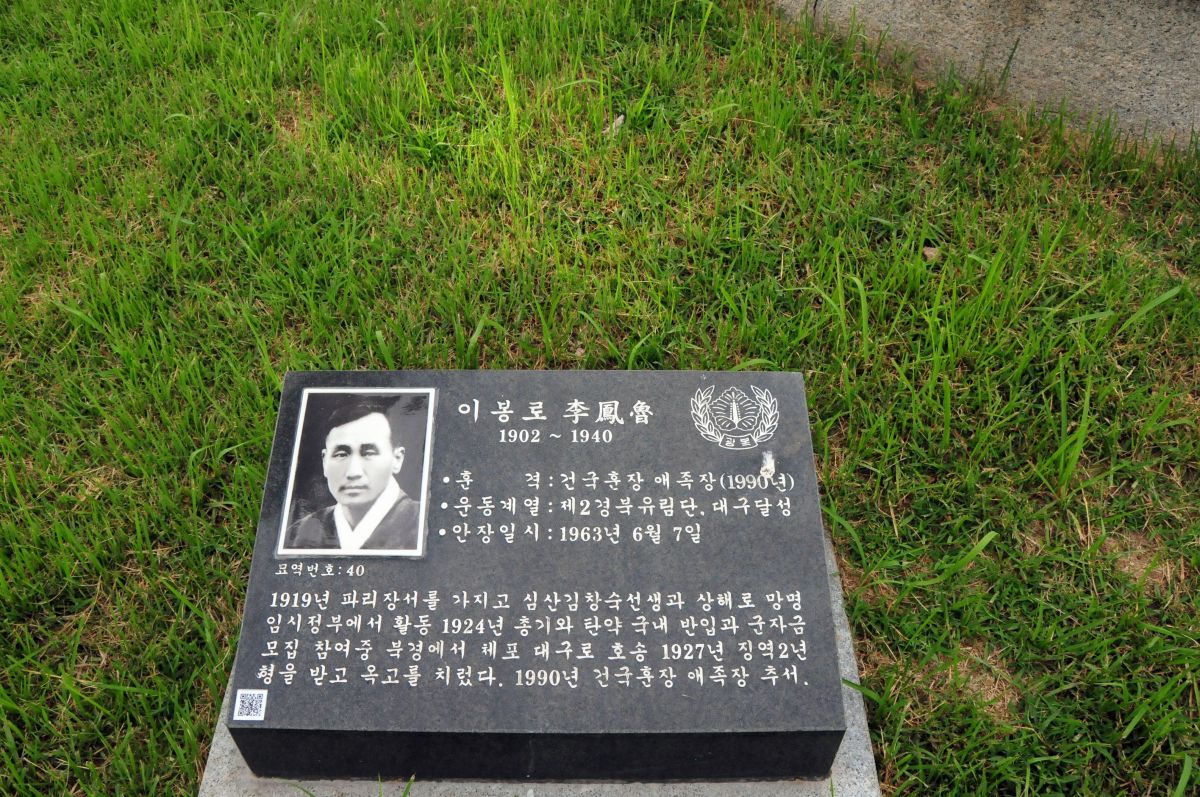 이봉로 李鳳魯
1902 ~ 1940
광복
• 훈 격 : 건국훈장 애족장(1990년)
• 운동계열 : 제2경북유림단, 대구달성
• 안장일시 : 1963년 6월 7일
묘역번호 : 40
1919년 파리장서를 가지고 심산김창숙선생과 상해로 망명
임시정부에서 활동 1924년 총기와 탄약 국내 반입과 군자금
모집 참여중 북경에서 체포 대구로 호송 1927년 징역2년
형을 받고 옥고를 치렀다. 1990년 건국훈장 애족장 추서.